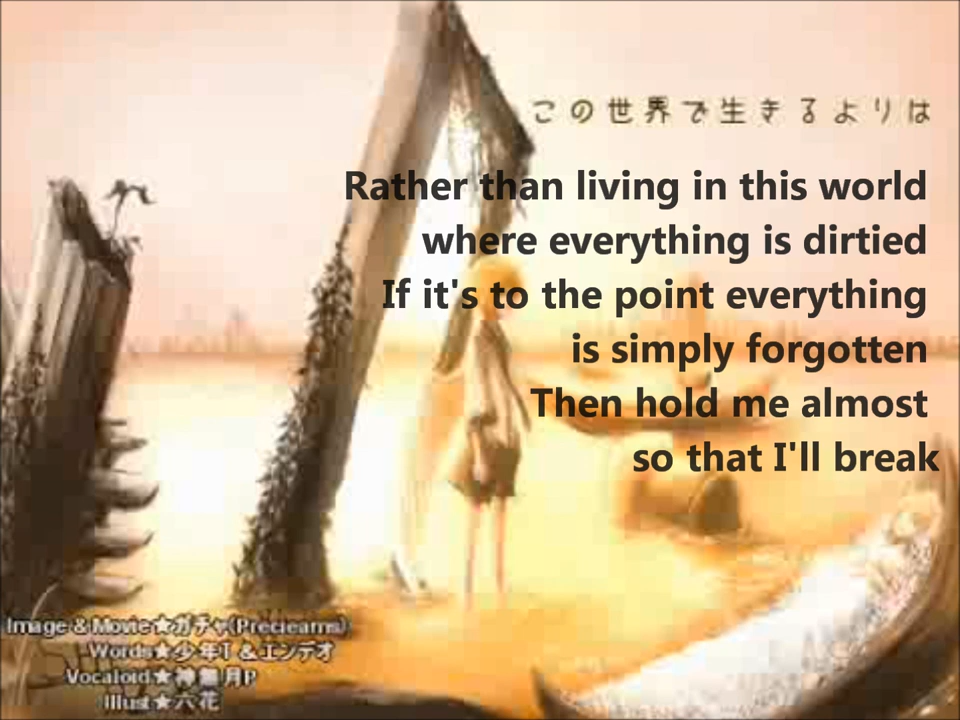 この世界で生きるよりは
Rather than living in this world
where everything is dirtied
If it's to the point everything
is simply forgotten
Then hold me almost
so that I'll break
Image & Movie★ガチャ(Precieams)
Words★少年T & エンデオ
Vocaloid★神無月P
Illust★六花